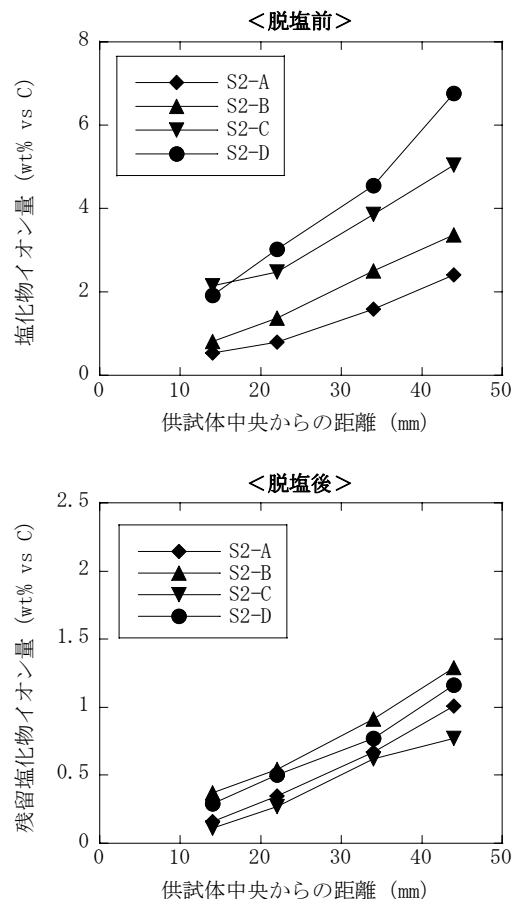 ＜脱塩前＞
塩化物イオン量 (wt% vs C)
8
6
4
2
0
S2-A
S2-B
S2-C
S2-D
0 10 20 30 40 50
供試体中央からの距離 (mm)
＜脱塩後＞
残留塩化物イオン量 (wt% vs C)
2.5
2
1.5
1
0.5
0
S2-A
S2-B
S2-C
S2-D
0 10 20 30 40 50
供試体中央からの距離 (mm)